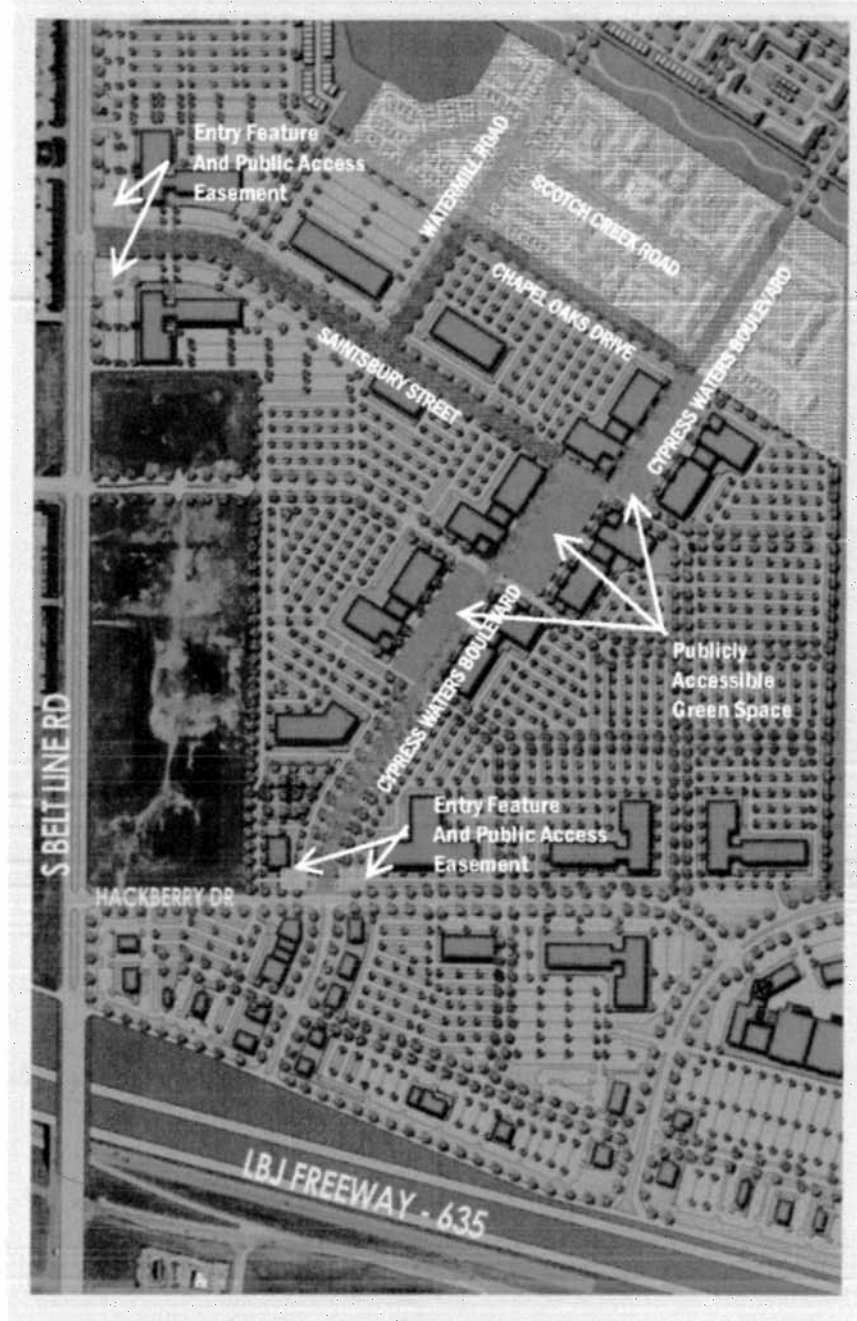 Entry Feature
And Public Access
Easement
WATERMILL ROAD
SCOTCH CREEK ROAD
CHAPEL OAKS DRIVE
CYPRESS WATERS BOULEVARD
SAINTSBURY STREET
CYPRESS WATERS BOULEVARD
Publicly
Accessible
Green Space
S BELT LINE RD
Entry Feature
And Public Access
Easement
HACKBERRY DR
LBJ FREEWAY - 635